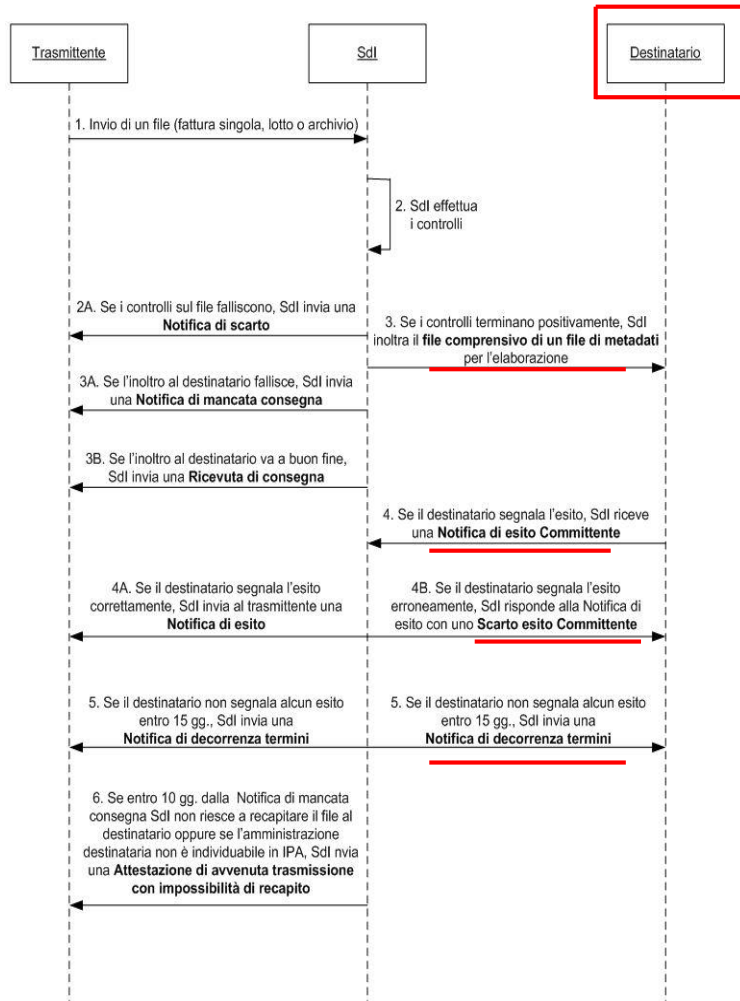 Trasmittente
SdI
Destinatario
1. Invio di un file (fattura singola, lotto o archivio)
2. SdI effettua
i controlli
2A. Se i controlli sul file falliscono, SdI invia una
Notifica di scarto
3. Se i controlli terminano positivamente, SdI
inoltra il file comprensivo di un file di metadati
per l'elaborazione
3A. Se l'inoltro al destinatario fallisce, SdI invia
una Notifica di mancata consegna
3B. Se l'inoltro al destinatario va a buon fine,
SdI invia una Ricevuta di consegna
4. Se il destinatario segnala l'esito, SdI riceve
una Notifica di esito Committente
4A. Se il destinatario segnala l'esito
correttamente, SdI invia al trasmittente una
Notifica di esito
4B. Se il destinatario segnala l'esito
erroneamente, SdI risponde alla Notifica di
esito con uno Scarto esito Committente
5. Se il destinatario non segnala alcun esito
entro 15 gg., SdI invia una
Notifica di decorrenza termini
5. Se il destinatario non segnala alcun esito
entro 15 gg., SdI invia una
Notifica di decorrenza termini
6. Se entro 10 gg. dalla Notifica di mancata
consegna SdI non riesce a recapitare il file al
destinatario oppure se l'amministrazione
destinataria non è individuabile in IPA, SdI nvia
una Attestazione di avvenuta trasmissione
con impossibilità di recapito